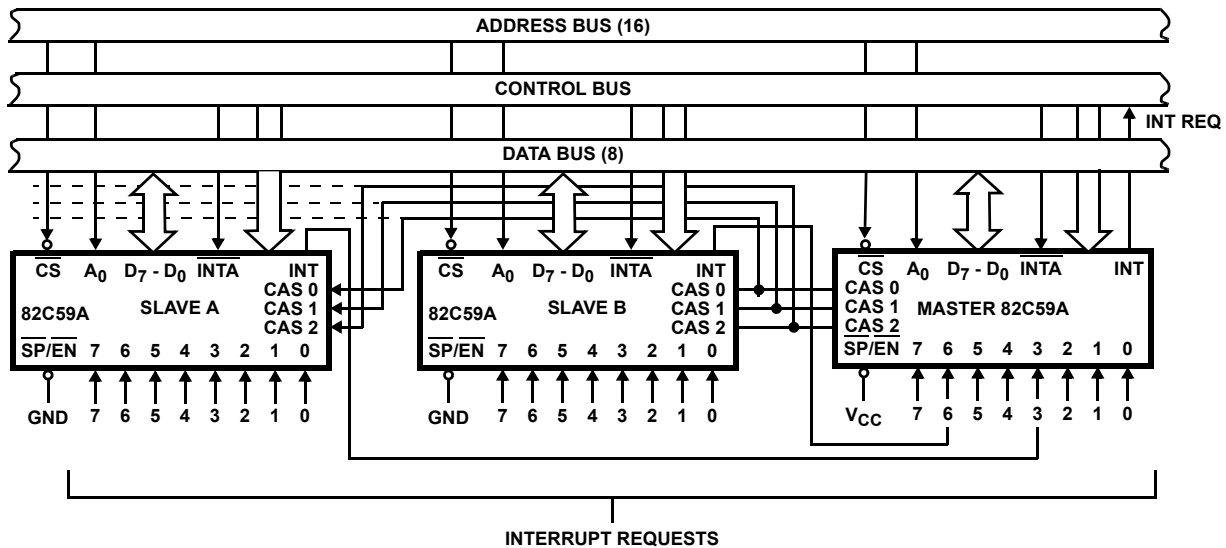 ADDRESS BUS (16)
CONTROL BUS
INT REQ
DATA BUS (8)
CS A0 D7 - D0 INTA INT
CAS 0
82C59A SLAVE A CAS 1
CAS 2
SP/EN 7 6 5 4 3 2 1 0
GND 7 6 5 4 3 2 1 0
CS A0 D7 - D0 INTA INT
CAS 0
82C59A SLAVE B CAS 1
CAS 2
SP/EN 7 6 5 4 3 2 1 0
GND 7 6 5 4 3 2 1 0
CS A0 D7 - D0 INTA INT
CAS 0
CAS 1 MASTER 82C59A
CAS 2
SP/EN 7 6 5 4 3 2 1 0
VCC 7 6 5 4 3 2 1 0
INTERRUPT REQUESTS